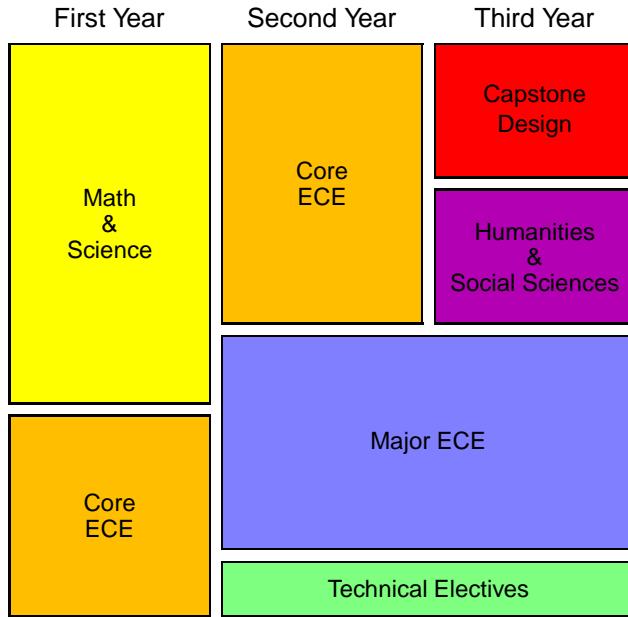 First Year
Second Year
Third Year
Math
&
Science
Core
ECE
Core
ECE
Capstone
Design
Humanities
&
Social Sciences
Major ECE
Technical Electives